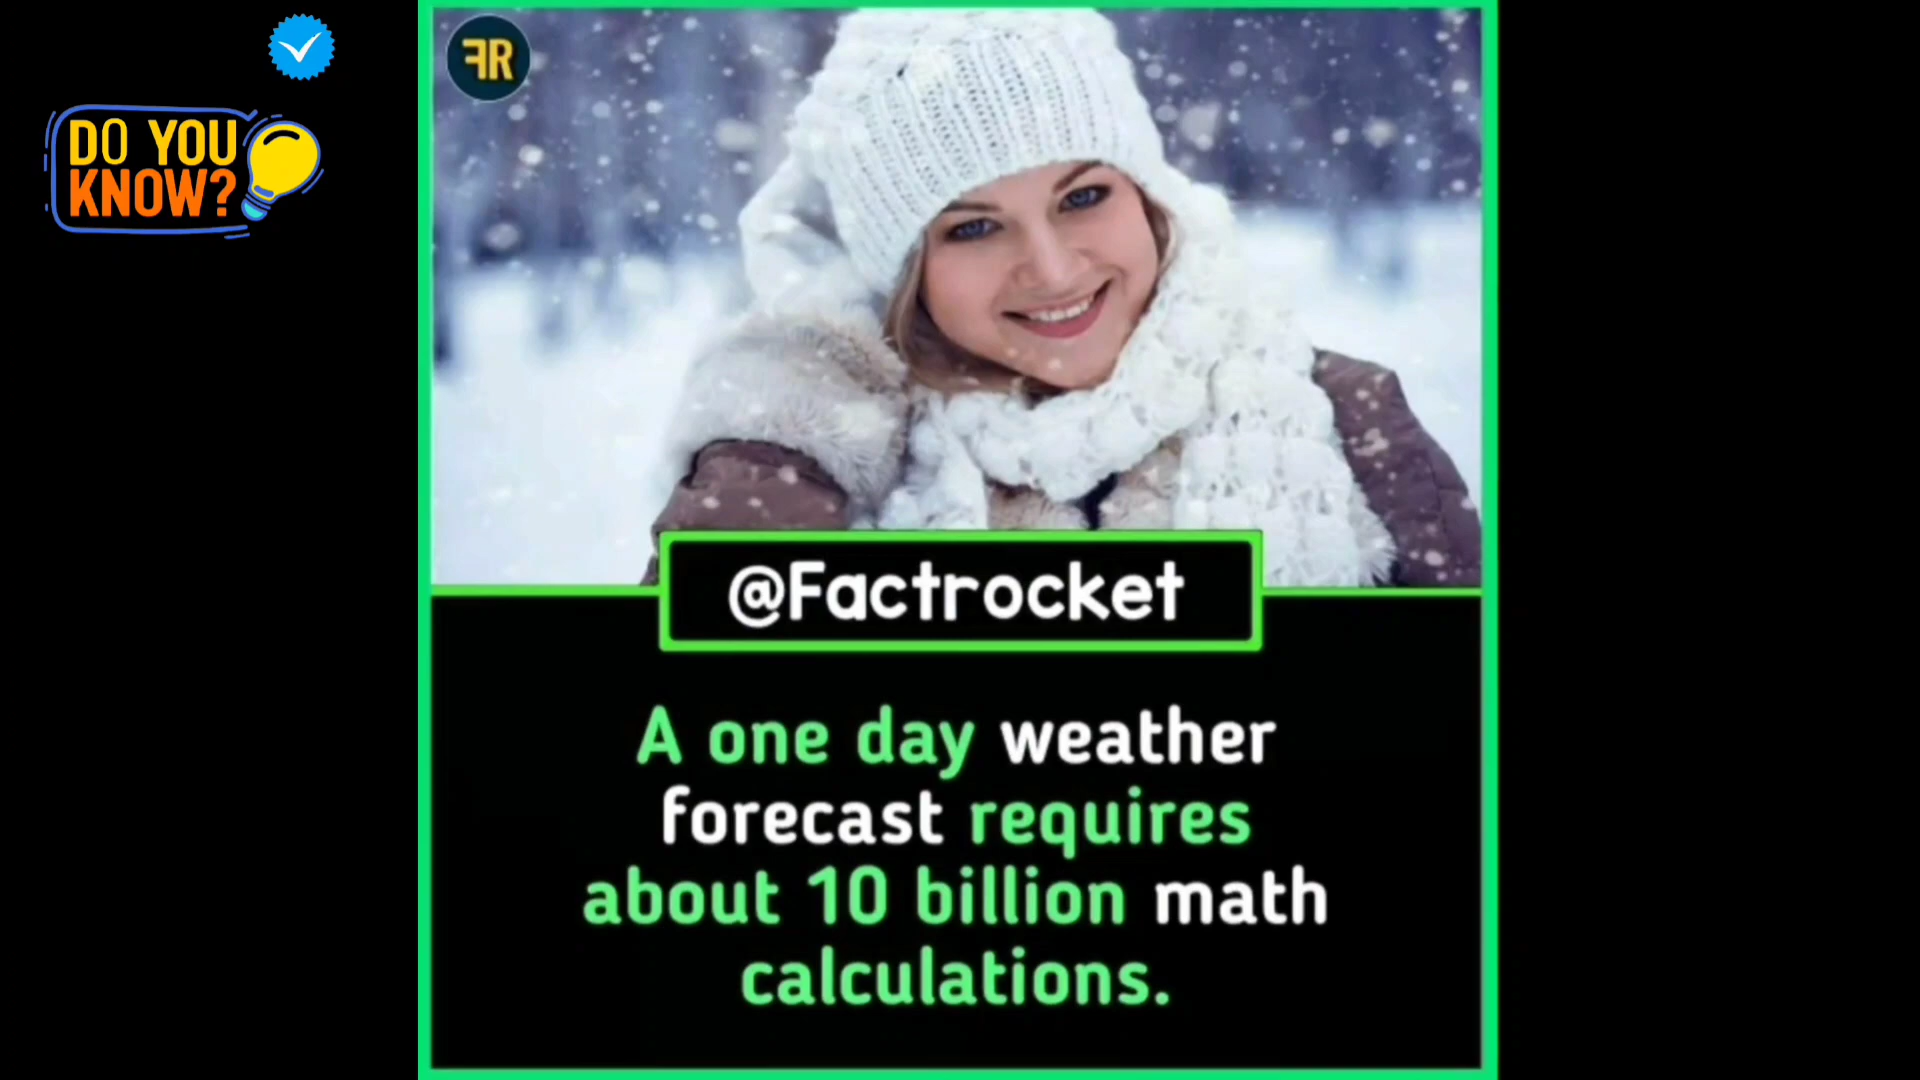 DO YOU
KNOW?
FR
@Factrocket
A one day weather
forecast requires
about 10 billion math
calculations.